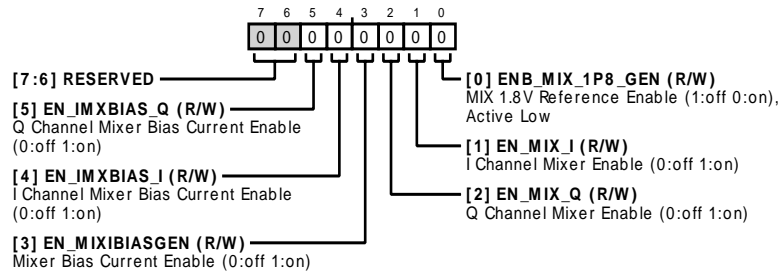 7 6 5 4 3 2 1 0
0 0 0 0 0 0 0 0
[7:6] RESERVED
[5] EN_IMXBIAS_Q (R/W)
Q Channel Mixer Bias Current Enable
(0:off 1:on)
[4] EN_IMXBIAS_I (R/W)
I Channel Mixer Bias Current Enable
(0:off 1:on)
[3] EN_MIXIBIASGEN (R/W)
Mixer Bias Current Enable (0:off 1:on)
[0] ENB_MIX_1P8_GEN (R/W)
MIX 1.8V Reference Enable (1:off 0:on),
Active Low
[1] EN_MIX_I (R/W)
I Channel Mixer Enable (0:off 1:on)
[2] EN_MIX_Q (R/W)
Q Channel Mixer Enable (0:off 1:on)